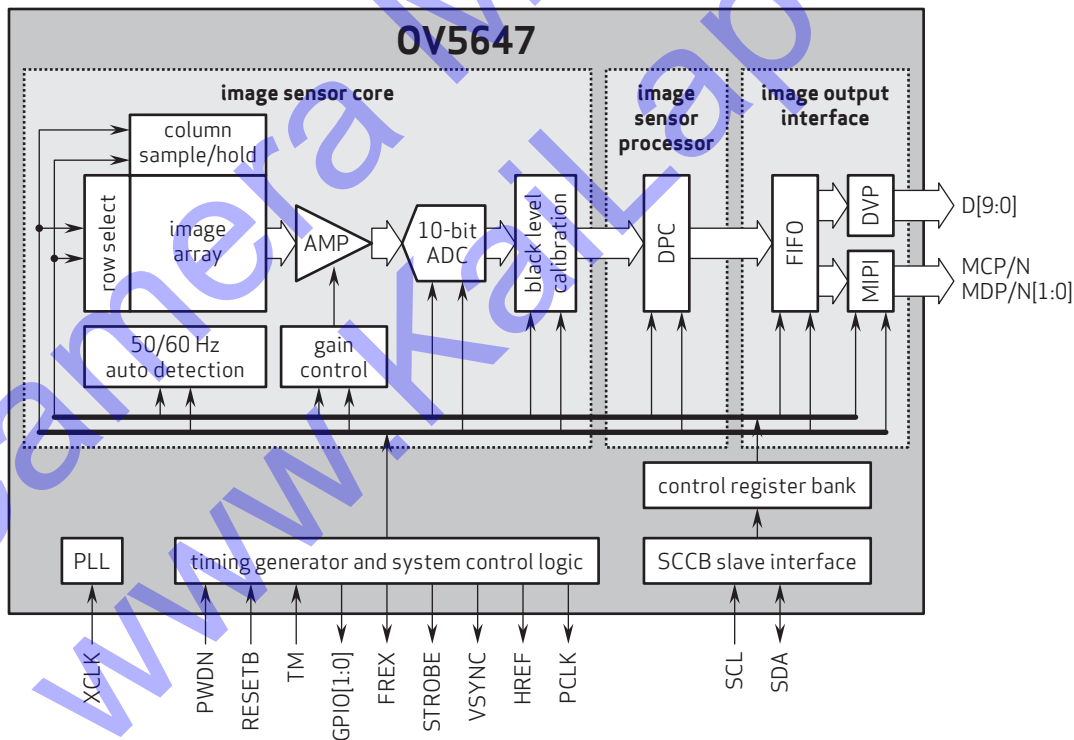 OV5647
image sensor core
image
sensor
processor
image output
interface
column
sample/hold
row select
image
array
AMP
10-bit
ADC
black level
calibration
DPC
FIFO
DVP
MIPI
D[9:0]
MCP/N
MDP/N[1:0]
50/60 Hz
auto detection
gain
control
control register bank
PLL
timing generator and system control logic
SCCB slave interface
XCLK
PWDN
RESETB
TM
GPIO[1:0]
FREX
STROBE
VSYNC
HREF
PCLK
SCL
SDA
Camera M
www.KaiLap